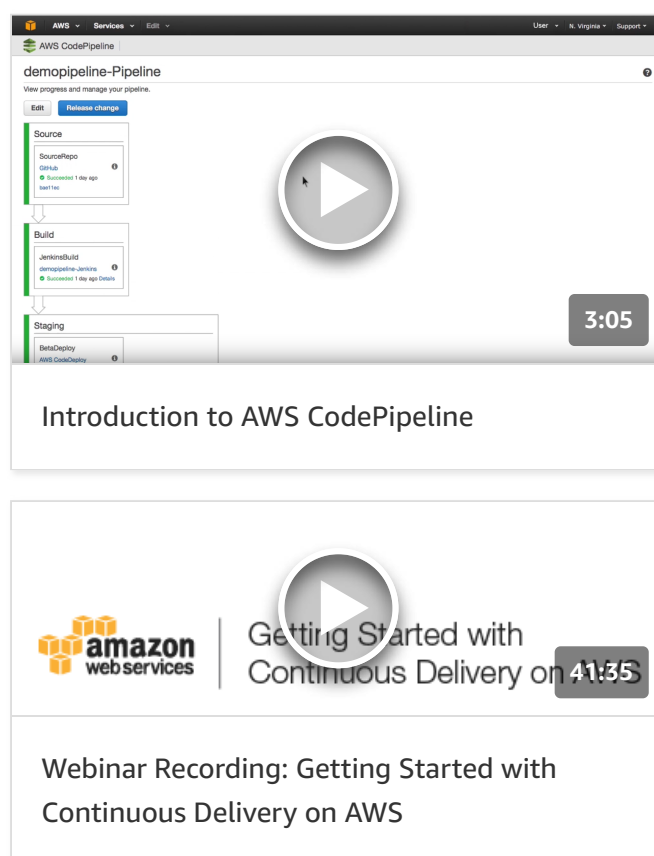 AWS Services Edit User N. Virginia Support
AWS CodePipeline
demopipeline-Pipeline
View progress and manage your pipeline.
Edit Release change
Source
SourceRepo
GitHub
Succeeded 1 day ago
bae11ec
Build
JenkinsBuild
demopipeline-Jenkins
Succeeded 1 day ago Details
Staging
3:05
BetaDeploy
AWS CodeDeploy
Introduction to AWS CodePipeline
amazon
web services
Getting Started with
Continuous Delivery on AWS
41:35
Webinar Recording: Getting Started with
Continuous Delivery on AWS